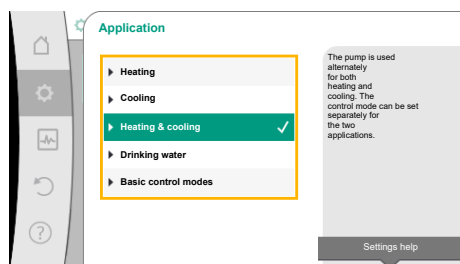 Application
Heating
Cooling
Heating & cooling
Drinking water
Basic control modes
The pump is used
alternately
for both
heating and
cooling. The
control mode can be set
separately for
the two
applications.
Settings help